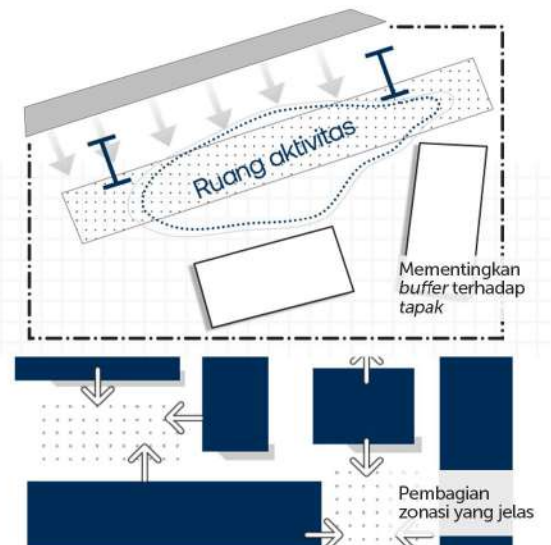 Ruang aktivitas
Mementingkan
buffer terhadap
tapak
Pembagian
zonasi yang jelas